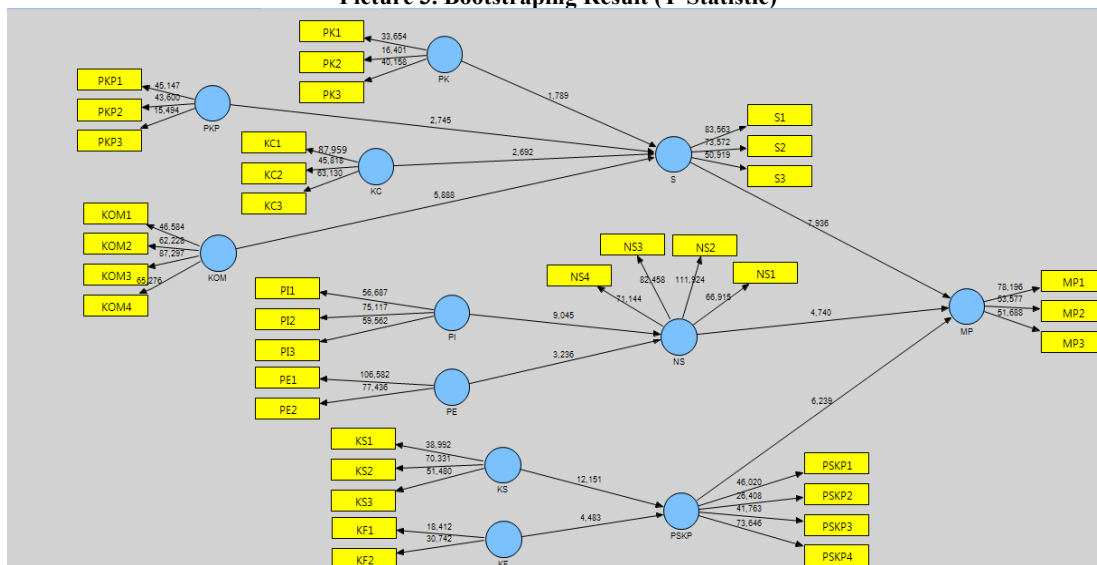 Picture 3. Bootstraping Result (T-Statistic)
PK1
33,654
PK2
16,401
PK3
40,158
PK
1,789
PKP1
45,147
PKP2
43,600
PKP3
15,494
PKP
2,745
KC1
87,959
KC2
45,818
KC3
63,130
KC
2,692
S1
83,563
S2
73,572
S3
50,919
S
5,888
KOM1
46,584
KOM2
62,228
KOM3
87,297
KOM4
65,276
KOM
7,936
NS3
82,458
NS2
111,924
NS4
71,144
NS1
66,915
NS
PI1
56,687
PI2
75,117
PI3
59,562
PI
9,045
4,740
MP1
78,196
MP2
53,577
MP3
51,688
MP
PE1
106,582
PE2
77,436
PE
3,236
6,239
KS1
38,992
KS2
70,331
KS3
51,480
KS
12,151
PSKP1
46,020
PSKP2
26,408
PSKP3
41,763
PSKP4
73,646
PSKP
KF1
18,412
KF2
30,742
KF
4,483